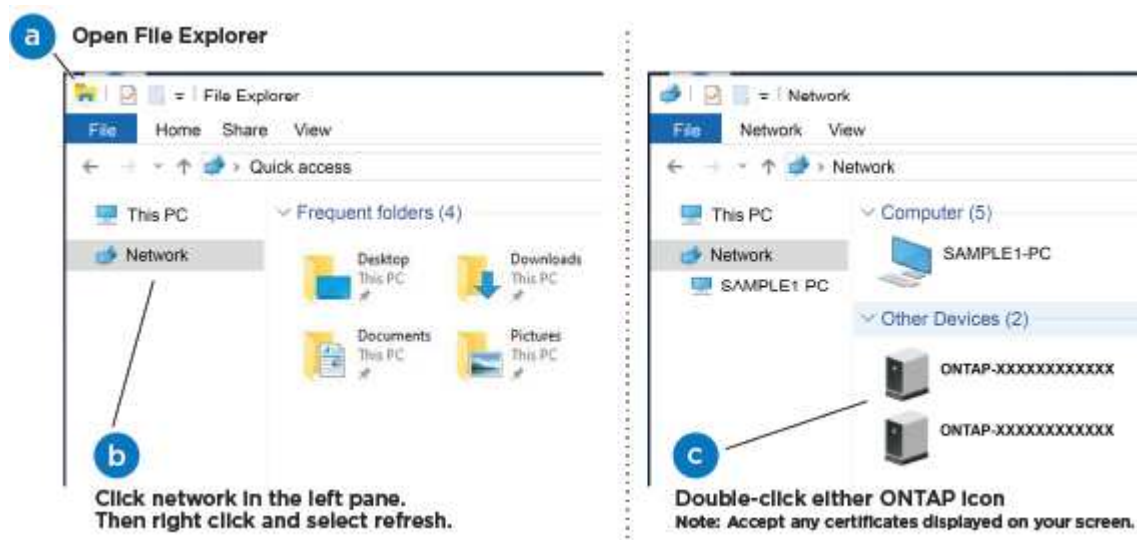 a
Open File Explorer
File Explorer
File Home Share View
Quick access
This PC
Network
Frequent folders (4)
Desktop
This PC
Downloads
This PC
Documents
This PC
Pictures
This PC
b
Click network in the left pane.
Then right click and select refresh.
Network
File Network View
Network
This PC
Network
SAMPLE1 PC
Computer (5)
SAMPLE1-PC
Other Devices (2)
ONTAP-XXXXXXXXXXXX
ONTAP-XXXXXXXXXXXX
c
Double-click either ONTAP icon
Note: Accept any certificates displayed on your screen.